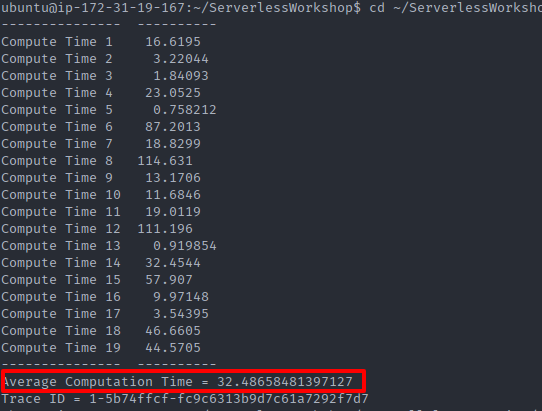 ubuntu@ip-172-31-19-167:~/ServerlessWorkshop$ cd ~/ServerlessWorksho
--------------- ----------
Compute Time 1 16.6195
Compute Time 2 3.22044
Compute Time 3 1.84093
Compute Time 4 23.0525
Compute Time 5 0.758212
Compute Time 6 87.2013
Compute Time 7 18.8299
Compute Time 8 114.631
Compute Time 9 13.1706
Compute Time 10 11.6846
Compute Time 11 19.0119
Compute Time 12 111.196
Compute Time 13 0.919854
Compute Time 14 32.4544
Compute Time 15 57.907
Compute Time 16 9.97148
Compute Time 17 3.54395
Compute Time 18 46.6605
Compute Time 19 44.5705
--------------- ----------
Average Computation Time = 32.48658481397127
Trace ID = 1-5b74ffcf-fc9c6313b9d7c61a7292f7d7